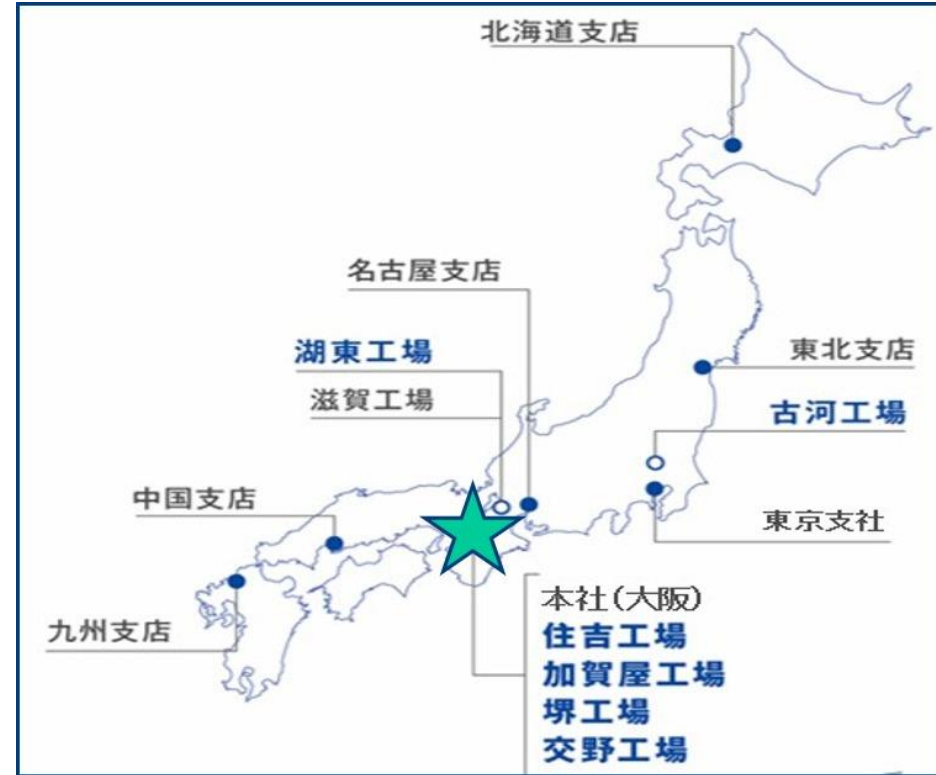 北海道支店
名古屋支店
湖東工場
東北支店
滋賀工場
古河工場
中国支店
東京支社
本社(大阪)
九州支店
住吉工場
加賀屋工場
堺工場
交野工場